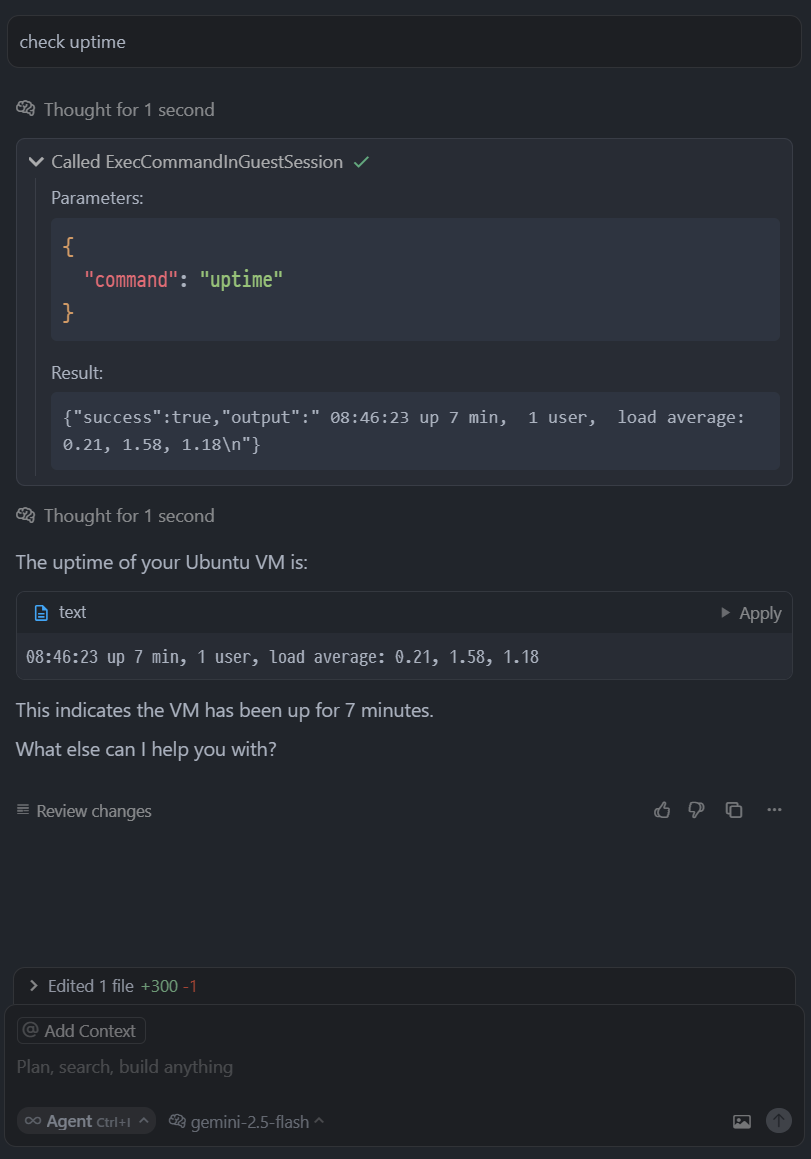 check uptime
Thought for 1 second
Called ExecCommandInGuestSession
Parameters:
{
"command": "uptime"
}
Result:
{"success":true,"output":" 08:46:23 up 7 min,  1 user,  load average:
0.21, 1.58, 1.18\n"}
Thought for 1 second
The uptime of your Ubuntu VM is:
text
Apply
08:46:23 up 7 min, 1 user, load average: 0.21, 1.58, 1.18
This indicates the VM has been up for 7 minutes.
What else can I help you with?
Review changes
Edited 1 file +300 -1
@ Add Context
Plan, search, build anything
Agent Ctrl+I
gemini-2.5-flash